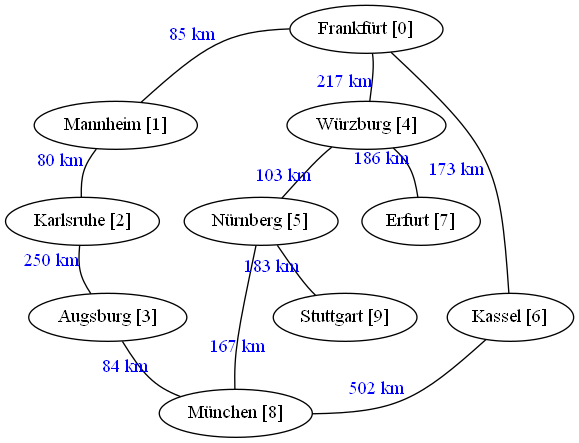 Frankfürt [0]
85 km
217 km
Mannheim [1]
Würzburg [4]
80 km
103 km
186 km
173 km
Karlsruhe [2]
Nürnberg [5]
Erfurt [7]
250 km
183 km
Augsburg [3]
Stuttgart [9]
Kassel [6]
84 km
167 km
502 km
München [8]